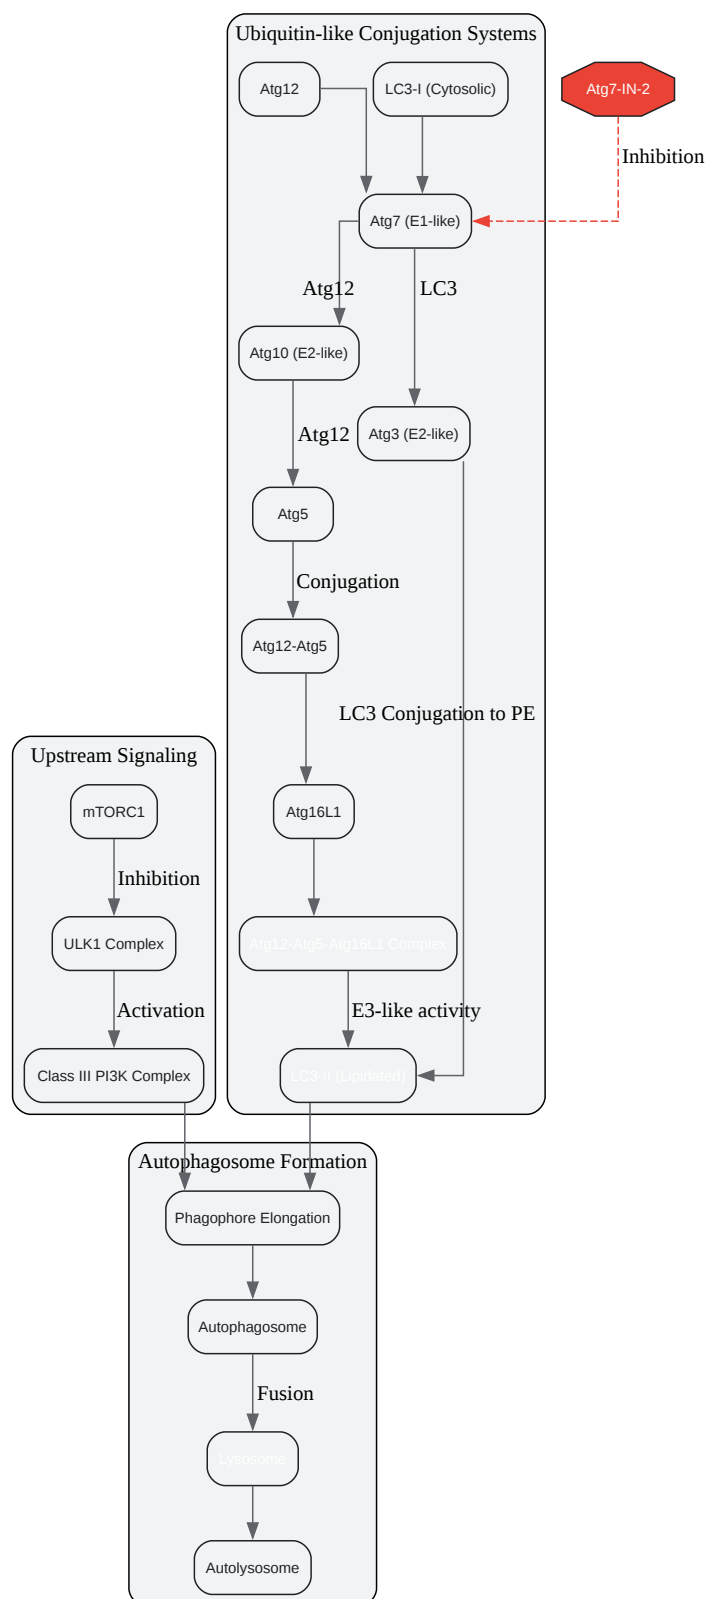 Ubiquitin-like Conjugation Systems
Atg12
LC3-I (Cytosolic)
Atg7-IN-2
Inhibition
Atg7 (E1-like)
Atg12
LC3
Atg10 (E2-like)
Atg3 (E2-like)
Atg12
Atg5
Conjugation
Atg12-Atg5
LC3 Conjugation to PE
Upstream Signaling
mTORC1
Atg16L1
Inhibition
ULK1 Complex
Atg12-Atg5-Atg16L1 Complex
Activation
E3-like activity
Class III PI3K Complex
LC3-II (Lipidated)
Autophagosome Formation
Phagophore Elongation
Autophagosome
Fusion
Lysosome
Autolysosome